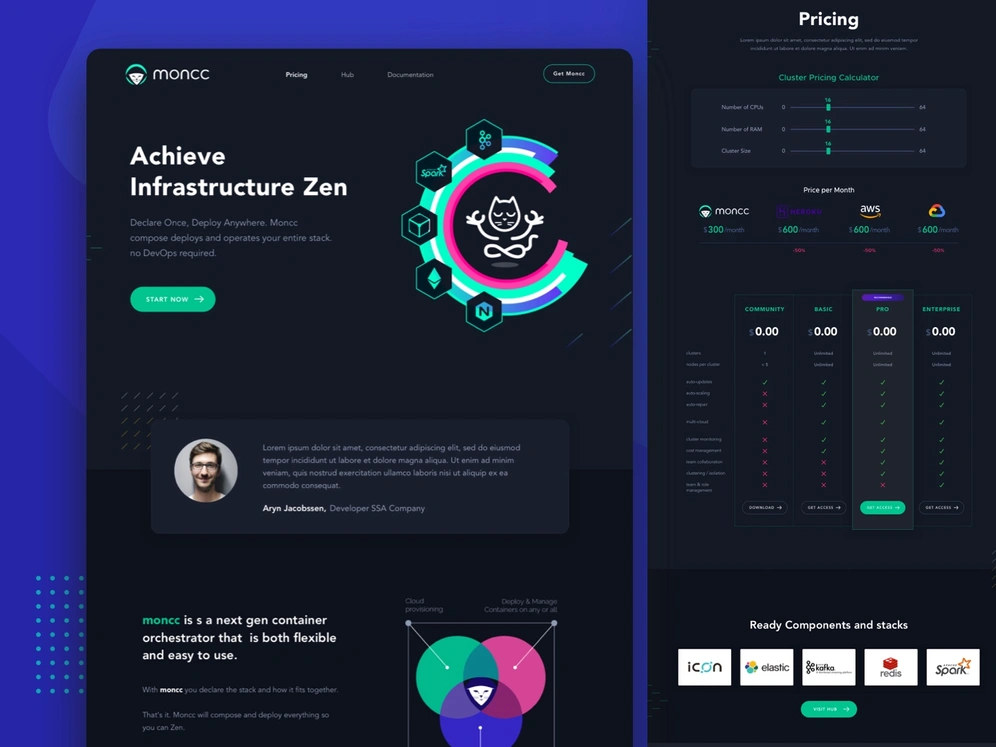 moncc
Pricing
Hub
Documentation
Get Moncc
Achieve
Infrastructure Zen
Declare Once, Deploy Anywhere. Moncc
compose deploys and operates your entire stack.
no DevOps required.
START NOW
Spark
N
Lorem ipsum dolor sit amet, consectetur adipiscing elit, sed do eiusmod
tempor incididunt ut labore et dolore magna aliqua. Ut enim ad minim
veniam, quis nostrud exercitation ullamco laboris nisi ut aliquip ex ea
commodo consequat.
Aryn Jacobssen, Developer SSA Company
moncc is s a next gen container
orchestrator that is both flexible
and easy to use.
With moncc you declare the stack and how it fits together.
That's it. Moncc will compose and deploy everything so
you can Zen.
Cloud
provisioning
Deploy & Manage
Containers on any or all
Pricing
Lorem ipsum dolor sit amet, consectetur adipiscing elit, sed do eiusmod tempor
incididunt ut labore et dolore magna aliqua. Ut enim ad minim veniam.
Cluster Pricing Calculator
Number of CPUs 0 16 64
Number of RAM 0 16 64
Cluster Size 0 16 64
Price per Month
moncc
HEROKU
aws
$300/month
$600/month
$600/month
$600/month
-50%
-50%
-50%
COMMUNITY BASIC PRO ENTERPRISE
$0.00 $0.00 $0.00 $0.00
clusters 1 Unlimited Unlimited Unlimited
nodes per cluster < 5 Unlimited Unlimited Unlimited
auto-updates ✓ ✓ ✓ ✓
auto-scaling ✕ ✓ ✓ ✓
auto-repair ✕ ✓ ✓ ✓
multi-cloud ✕ ✓ ✓ ✓
cluster monitoring ✕ ✓ ✓ ✓
cost management ✕ ✓ ✓ ✓
team collaboration ✕ ✕ ✓ ✓
clustering / isolation ✕ ✕ ✓ ✓
team & role ✕ ✕ ✕ ✓
management
DOWNLOAD GET ACCESS GET ACCESS GET ACCESS
Ready Components and stacks
icon
elastic
kafka
redis
Spark
VISIT HUB